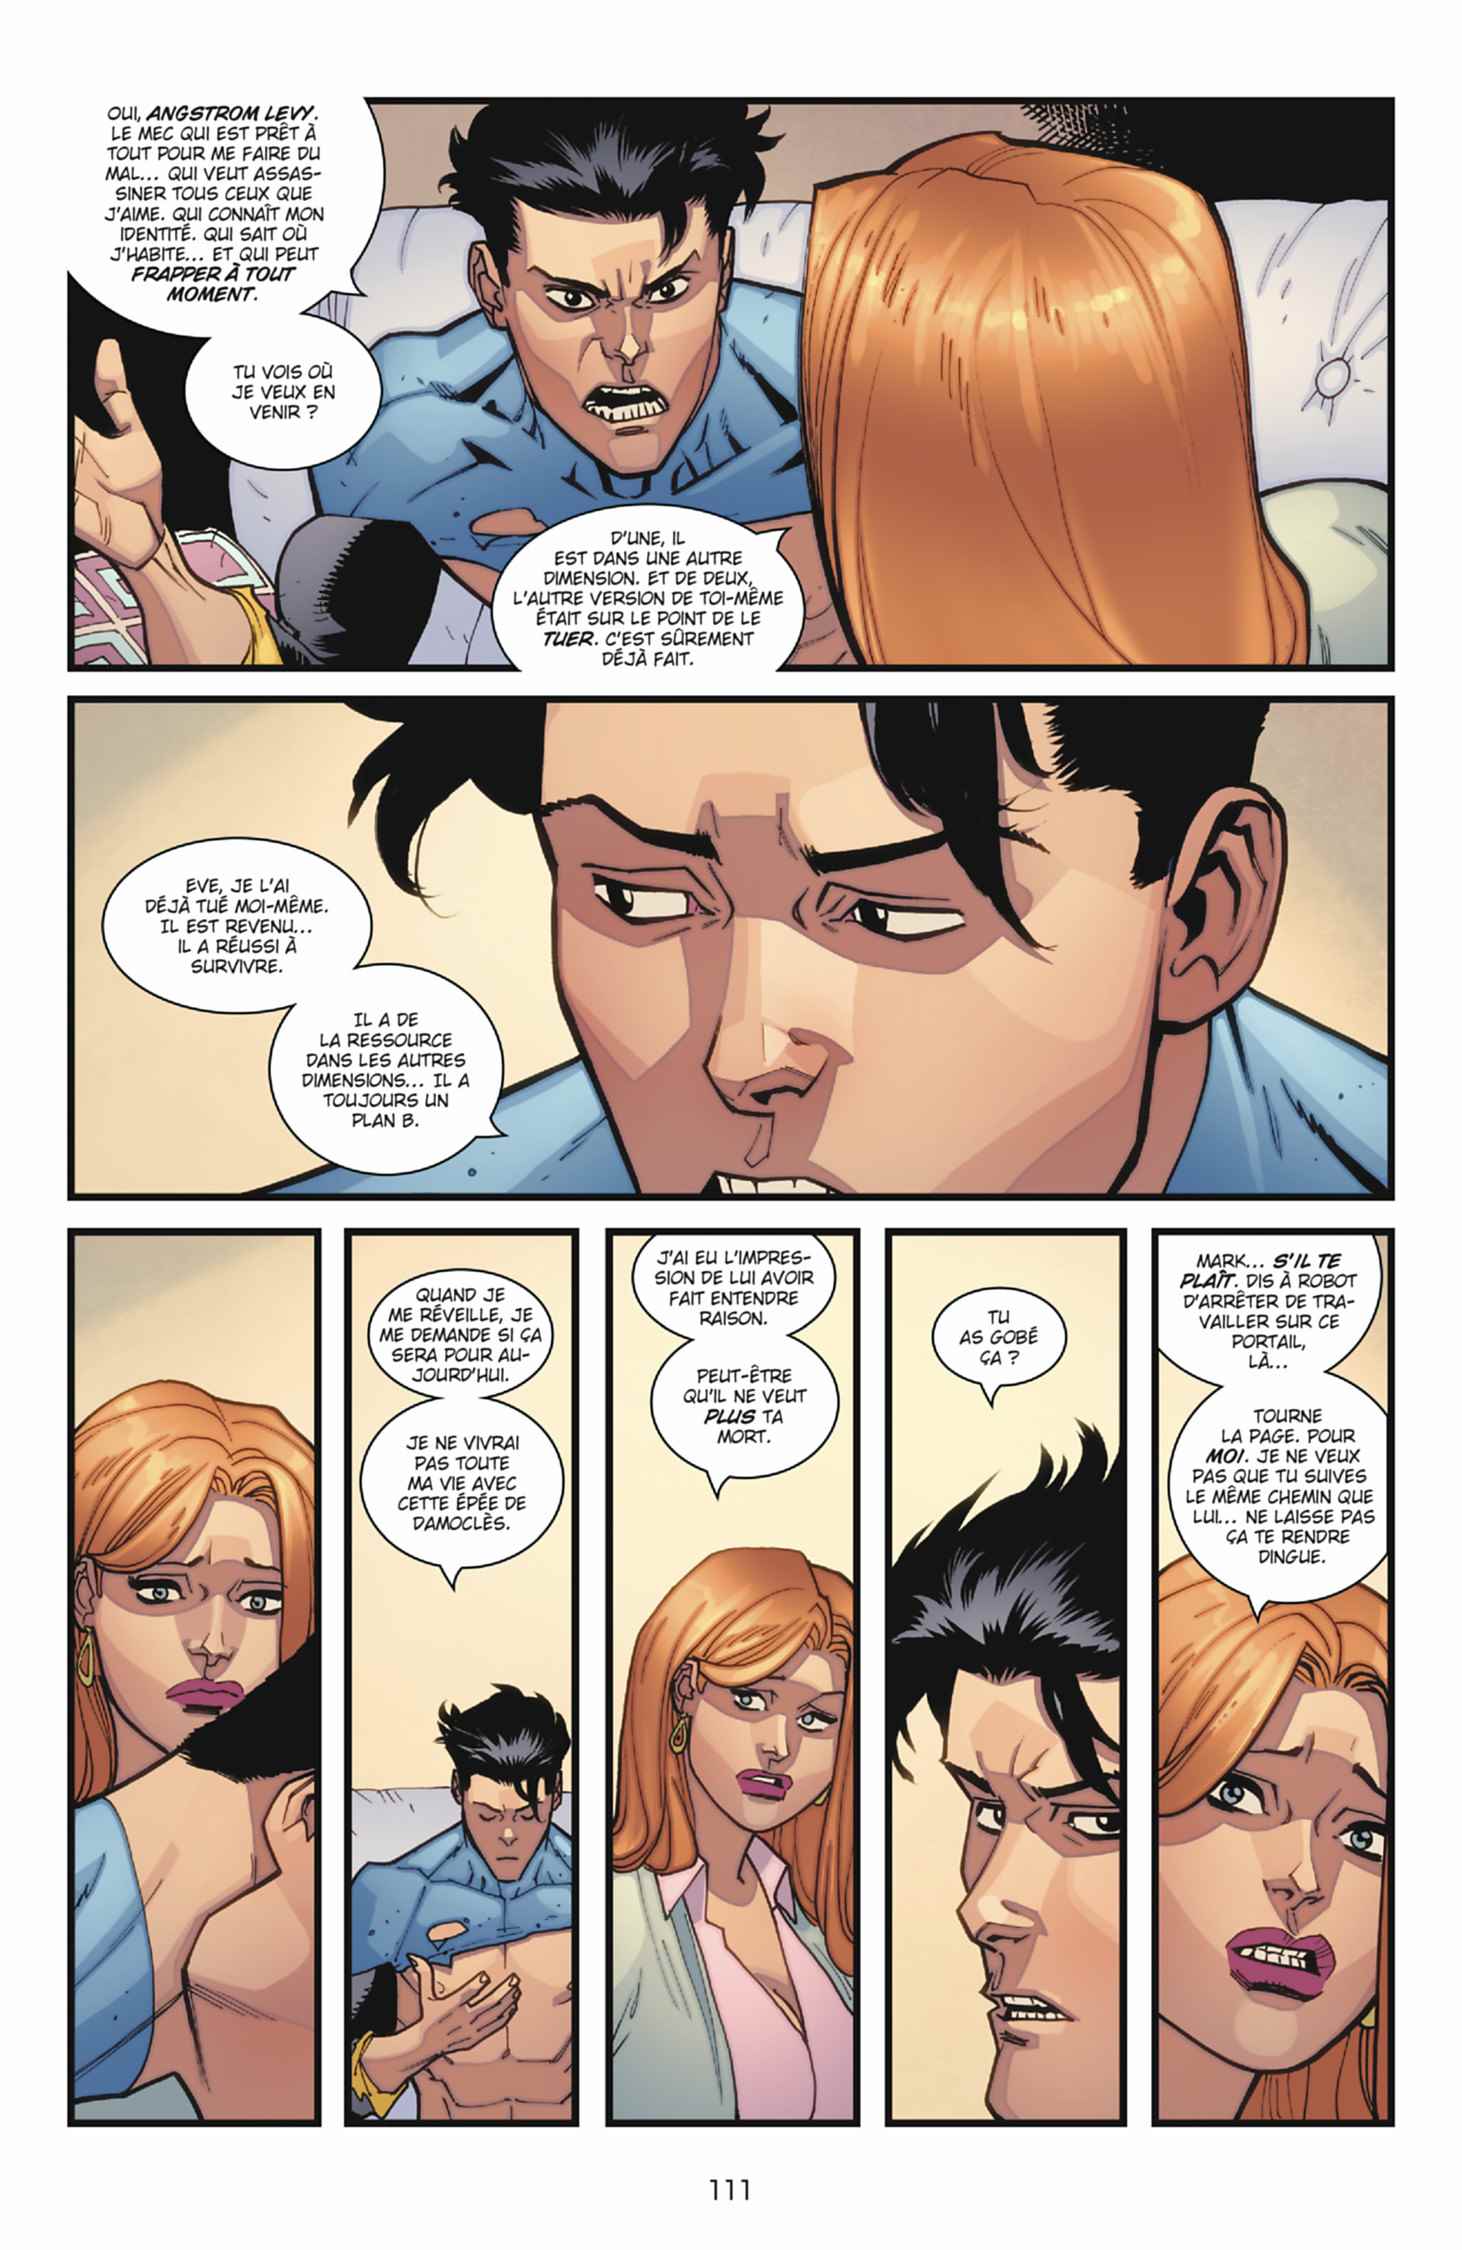 OUI, ANGSTROM LEVY.
LE MEC QUI EST PRÊT À
TOUT POUR ME FAIRE DU
MAL... QUI VEUT ASSAS-
SINER TOUS CEUX QUE
J'AIME. QUI CONNAÎT MON
IDENTITÉ. QUI SAIT OÙ
J'HABITE... ET QUI PEUT
FRAPPER À TOUT
MOMENT.
TU VOIS OÙ
JE VEUX EN
VENIR ?
D'UNE, IL
EST DANS UNE AUTRE
DIMENSION. ET DE DEUX,
L'AUTRE VERSION DE TOI-MÊME
ÉTAIT SUR LE POINT DE LE
TUER. C'EST SÛREMENT
DÉJÀ FAIT.
EVE, JE L'AI
DÉJÀ TUÉ MOI-MÊME.
IL EST REVENU...
IL A RÉUSSI À
SURVIVRE.
IL A DE
LA RESSOURCE
DANS LES AUTRES
DIMENSIONS... IL A
TOUJOURS UN
PLAN B.
QUAND JE
ME RÉVEILLE, JE
ME DEMANDE SI ÇA
SERA POUR AU-
JOURD'HUI.
JE NE VIVRAI
PAS TOUTE
MA VIE AVEC
CETTE ÉPÉE DE
DAMOCLÈS.
J'AI EU L'IMPRES-
SION DE LUI AVOIR
FAIT ENTENDRE
RAISON.
PEUT-ÊTRE
QU'IL NE VEUT
PLUS TA
MORT.
TU
AS GOBÉ
ÇA ?
MARK... S'IL TE
PLAÎT. DIS À ROBOT
D'ARRÊTER DE TRA-
VAILLER SUR CE
PORTAIL,
LÀ...
TOURNE
LA PAGE. POUR
MOI. JE NE VEUX
PAS QUE TU SUIVES
LE MÊME CHEMIN QUE
LUI... NE LAISSE PAS
ÇA TE RENDRE
DINGUE.
111